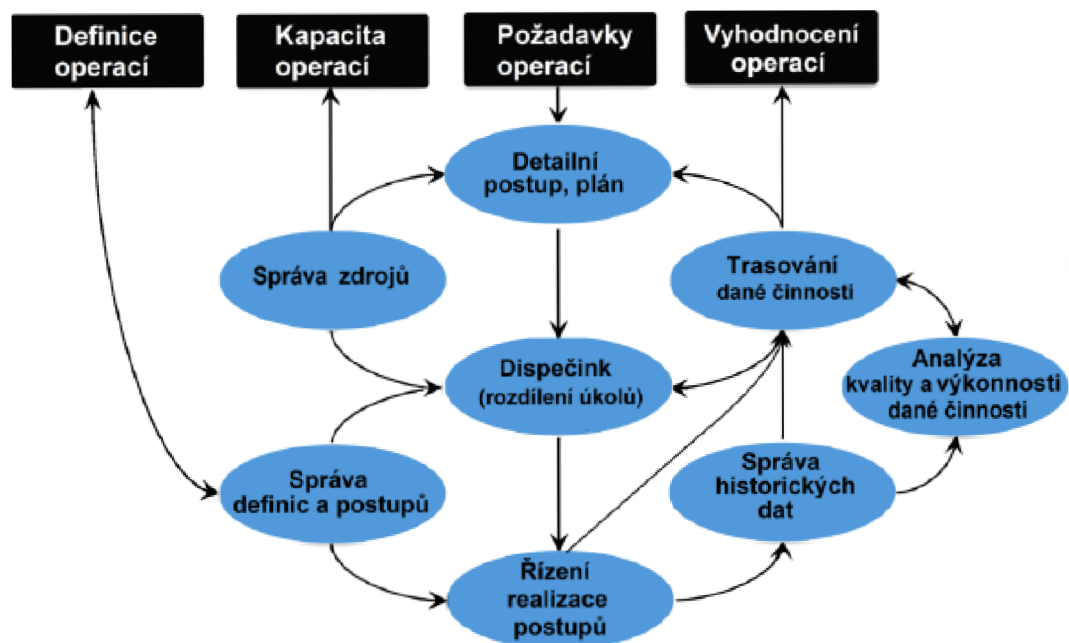 Definice
operací
Kapacita
operací
Požadavky
operací
Vyhodnocení
operací
Detailní
postup, plán
Správa zdrojů
Trasování
dané činnosti
Dispečink
(rozdílení úkolů)
Analýza
kvality a výkonnosti
dané činnosti
Správa
definic a postupů
Správa
historických
dat
Řízení
realizace
postupů